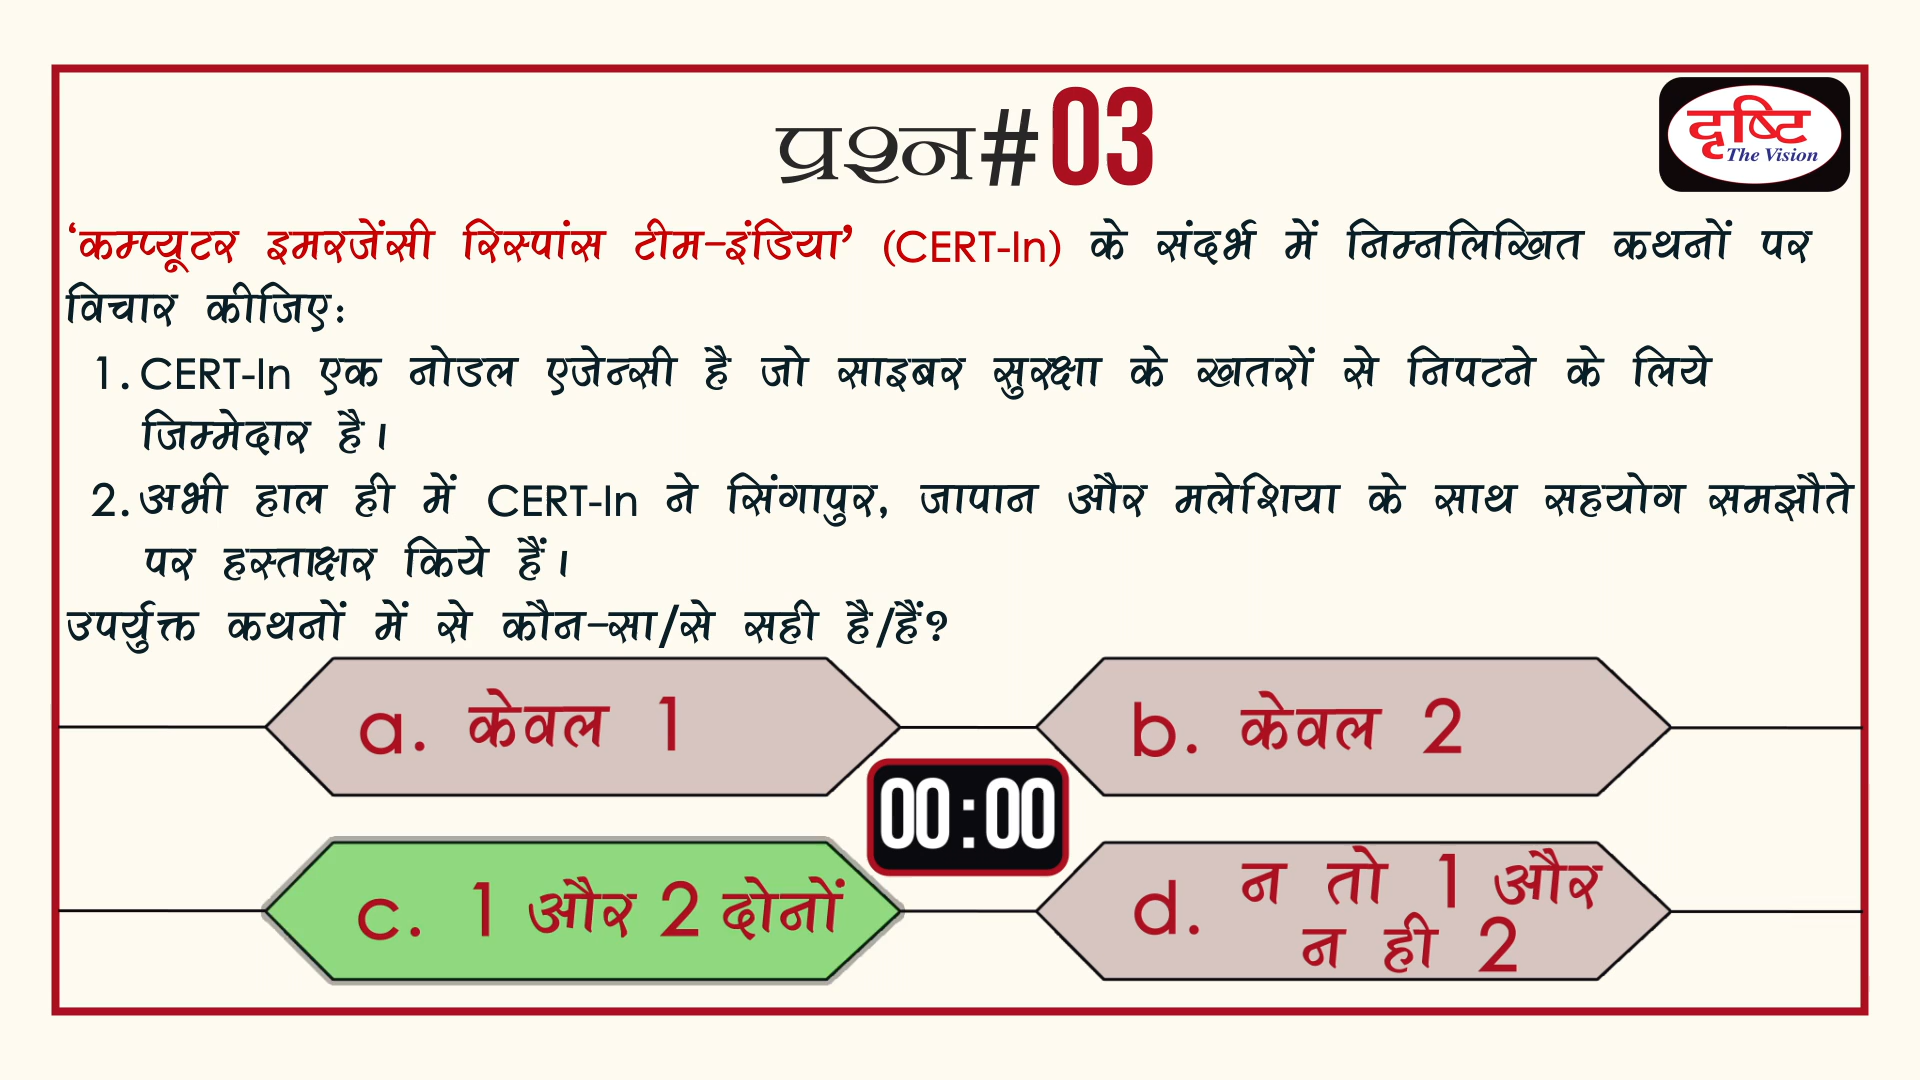 प्रश्न#03
दृष्टि
The Vision
‘कम्प्यूटर इमरजेंसी रिस्पांस टीम-इंडिया’ (CERT-In) के संदर्भ में निम्नलिखित कथनों पर
विचार कीजिए:
1. CERT-In एक नोडल एजेन्सी है जो साइबर सुरक्षा के खतरों से निपटने के लिये
जिम्मेदार है।
2. अभी हाल ही में CERT-In ने सिंगापुर, जापान और मलेशिया के साथ सहयोग समझौते
पर हस्ताक्षर किये हैं।
उपर्युक्त कथनों में से कौन-सा/से सही है/हैं?
a. केवल 1
b. केवल 2
00:00
c. 1 और 2 दोनों
d. न तो 1 और
न ही 2